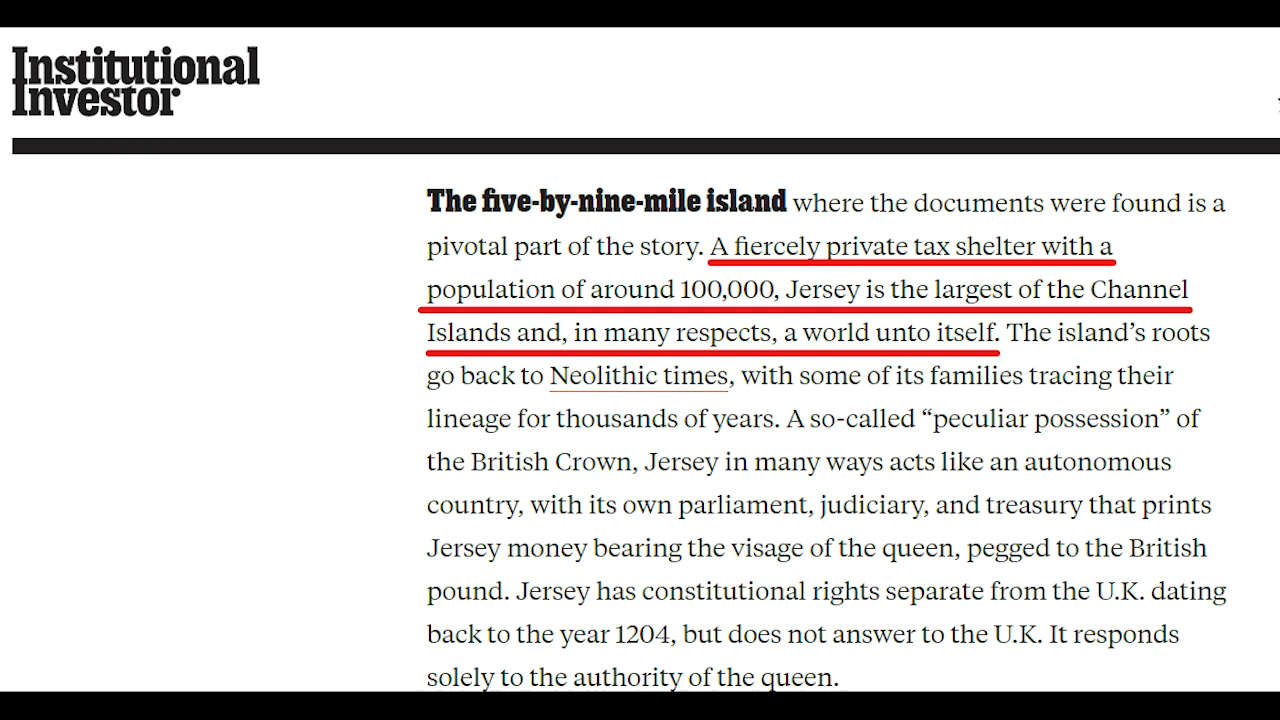 Institutional
Investor
The five-by-nine-mile island where the documents were found is a
pivotal part of the story. A fiercely private tax shelter with a
population of around 100,000, Jersey is the largest of the Channel
Islands and, in many respects, a world unto itself. The island’s roots
go back to Neolithic times, with some of its families tracing their
lineage for thousands of years. A so-called “peculiar possession” of
the British Crown, Jersey in many ways acts like an autonomous
country, with its own parliament, judiciary, and treasury that prints
Jersey money bearing the visage of the queen, pegged to the British
pound. Jersey has constitutional rights separate from the U.K. dating
back to the year 1204, but does not answer to the U.K. It responds
solely to the authority of the queen.